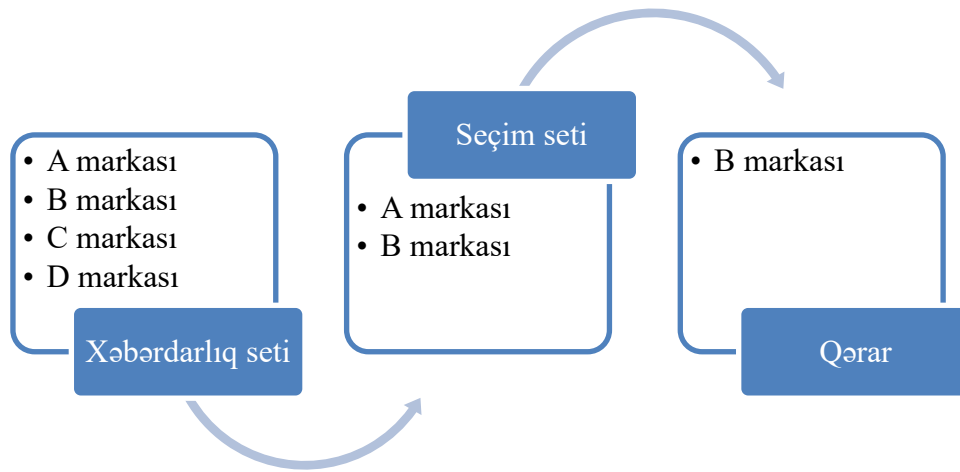 • A markası
• B markası
• C markası
• D markası
Xəbərdarlıq seti
Seçim seti
• A markası
• B markası
• B markası
Qərar